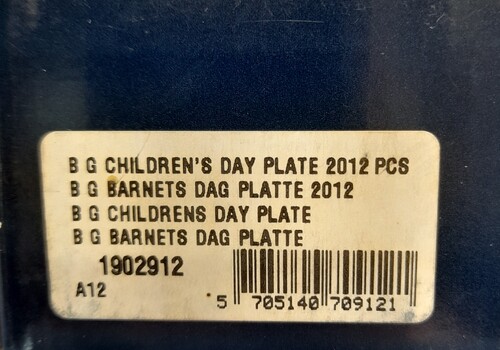 B G CHILDREN'S DAY PLATE 2012 PCS
B G BARNETS DAG PLATTE 2012
B G CHILDRENS DAY PLATE
B G BARNETS DAG PLATTE
1902912
A12
5 705140 709121